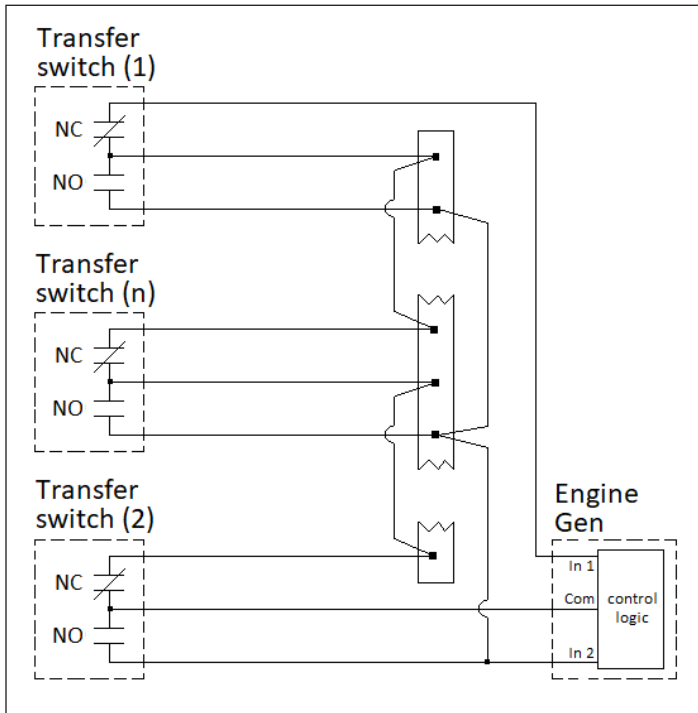 Transfer
switch (1)
NC
NO
Transfer
switch (n)
NC
NO
Transfer
switch (2)
NC
NO
Engine
Gen
In 1
Com
In 2
control
logic